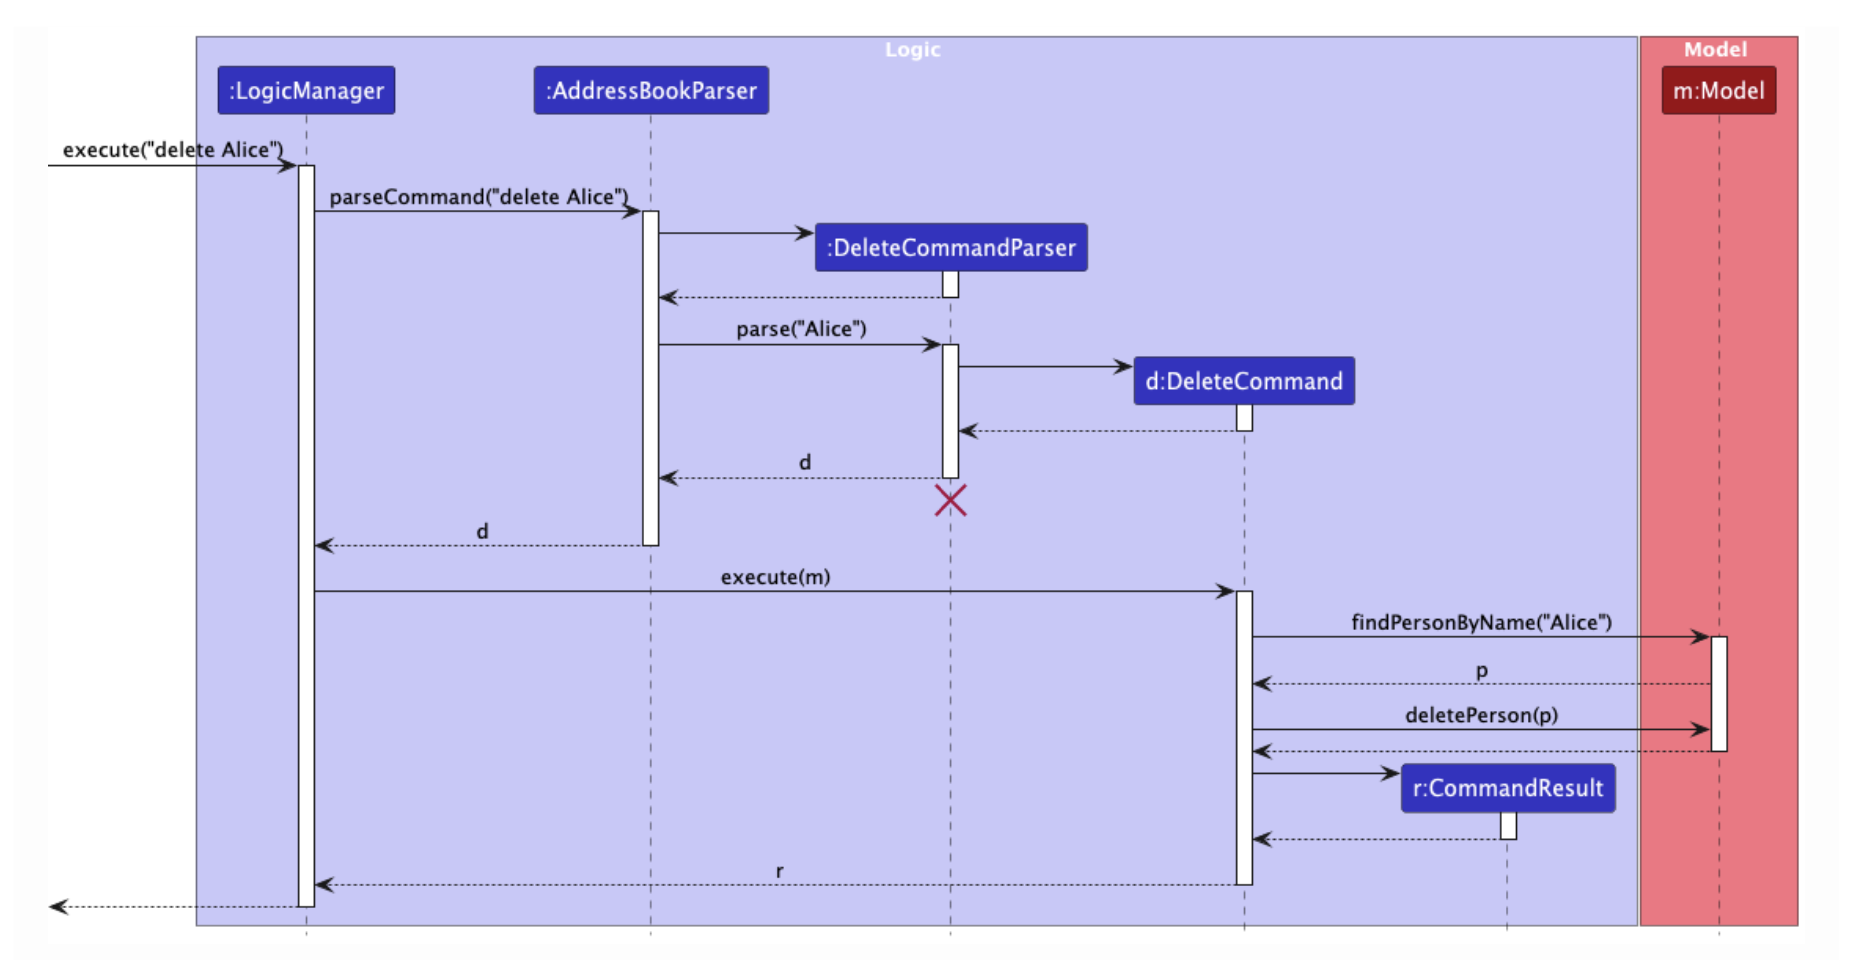 Logic
Model
:LogicManager
:AddressBookParser
m:Model
execute("delete Alice")
parseCommand("delete Alice")
:DeleteCommandParser
parse("Alice")
d:DeleteCommand
d
d
execute(m)
findPersonByName("Alice")
p
deletePerson(p)
r:CommandResult
r